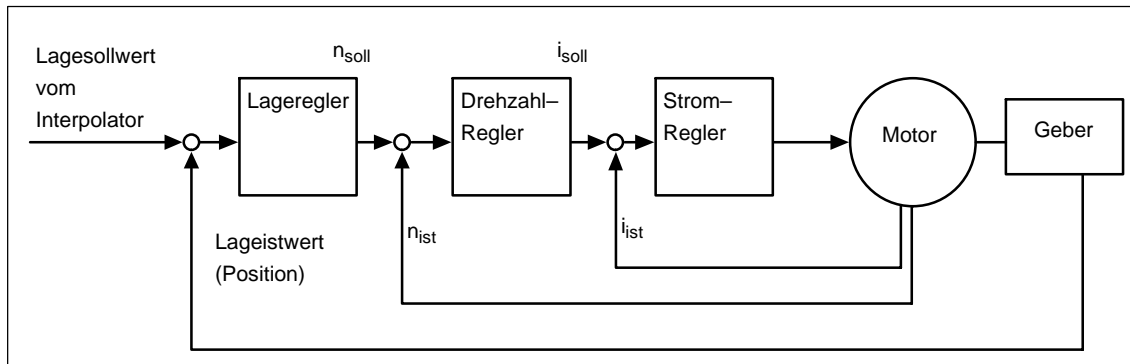 Lagesollwert
vom
Interpolator
n_soll
Lageregler
i_soll
Drehzahl–
Regler
Strom–
Regler
Motor
Geber
Lageistwert
(Position)
n_ist
i_ist